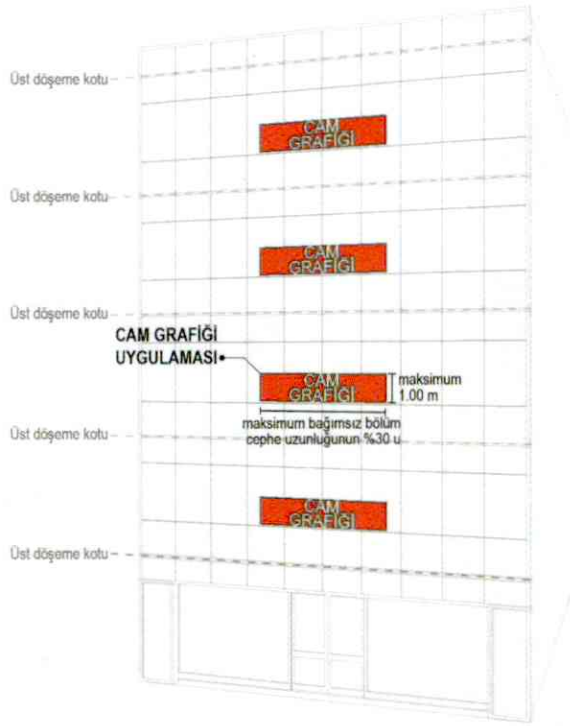 Üst döşeme kotu
CAM
GRAFİĞİ
Üst döşeme kotu
CAM
GRAFİĞİ
Üst döşeme kotu
CAM GRAFİĞİ
UYGULAMASI
CAM
GRAFİĞİ
maksimum
1.00 m
maksimum bağımsız bölüm
cephe uzunluğunun %30 u
Üst döşeme kotu
CAM
GRAFİĞİ
Üst döşeme kotu